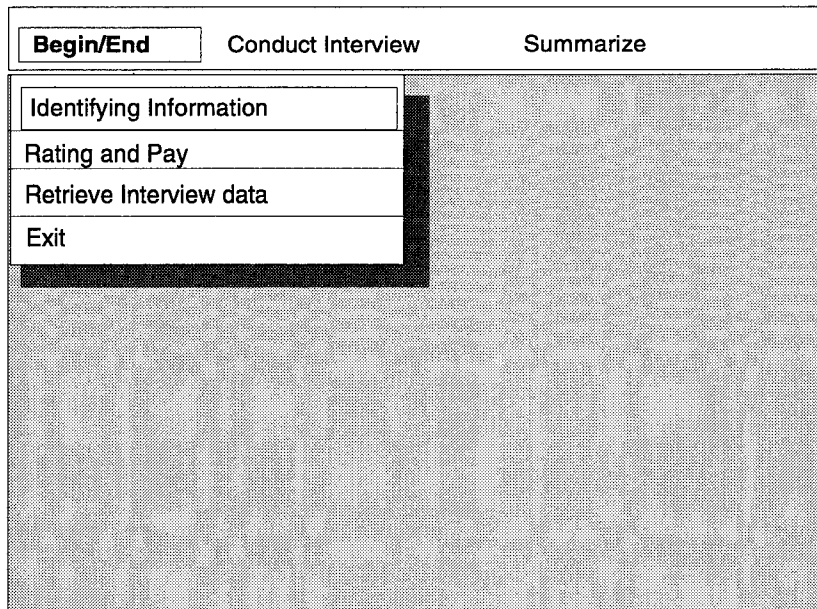 Begin/End Conduct Interview Summarize
Identifying Information
Rating and Pay
Retrieve Interview data
Exit